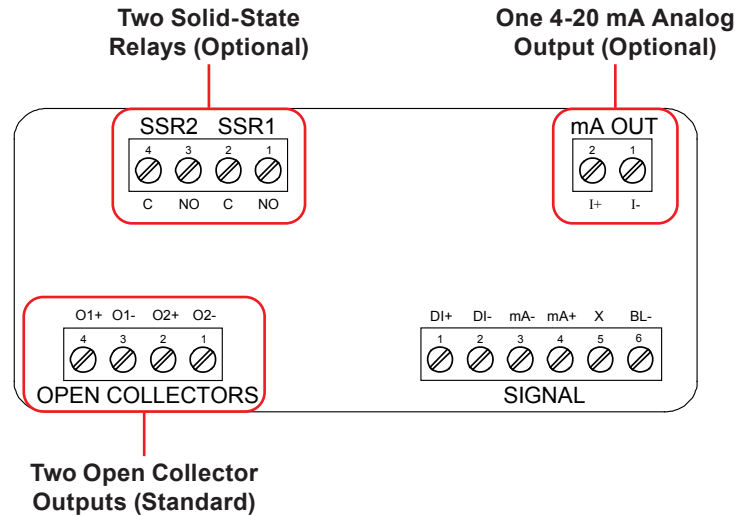 Two Solid-State
Relays (Optional)
One 4-20 mA Analog
Output (Optional)
SSR2 SSR1
4 3 2 1
C NO C NO
mA OUT
2 1
I+ I-
O1+ O1- O2+ O2-
4 3 2 1
OPEN COLLECTORS
DI+ DI- mA- mA+ X BL-
1 2 3 4 5 6
SIGNAL
Two Open Collector
Outputs (Standard)